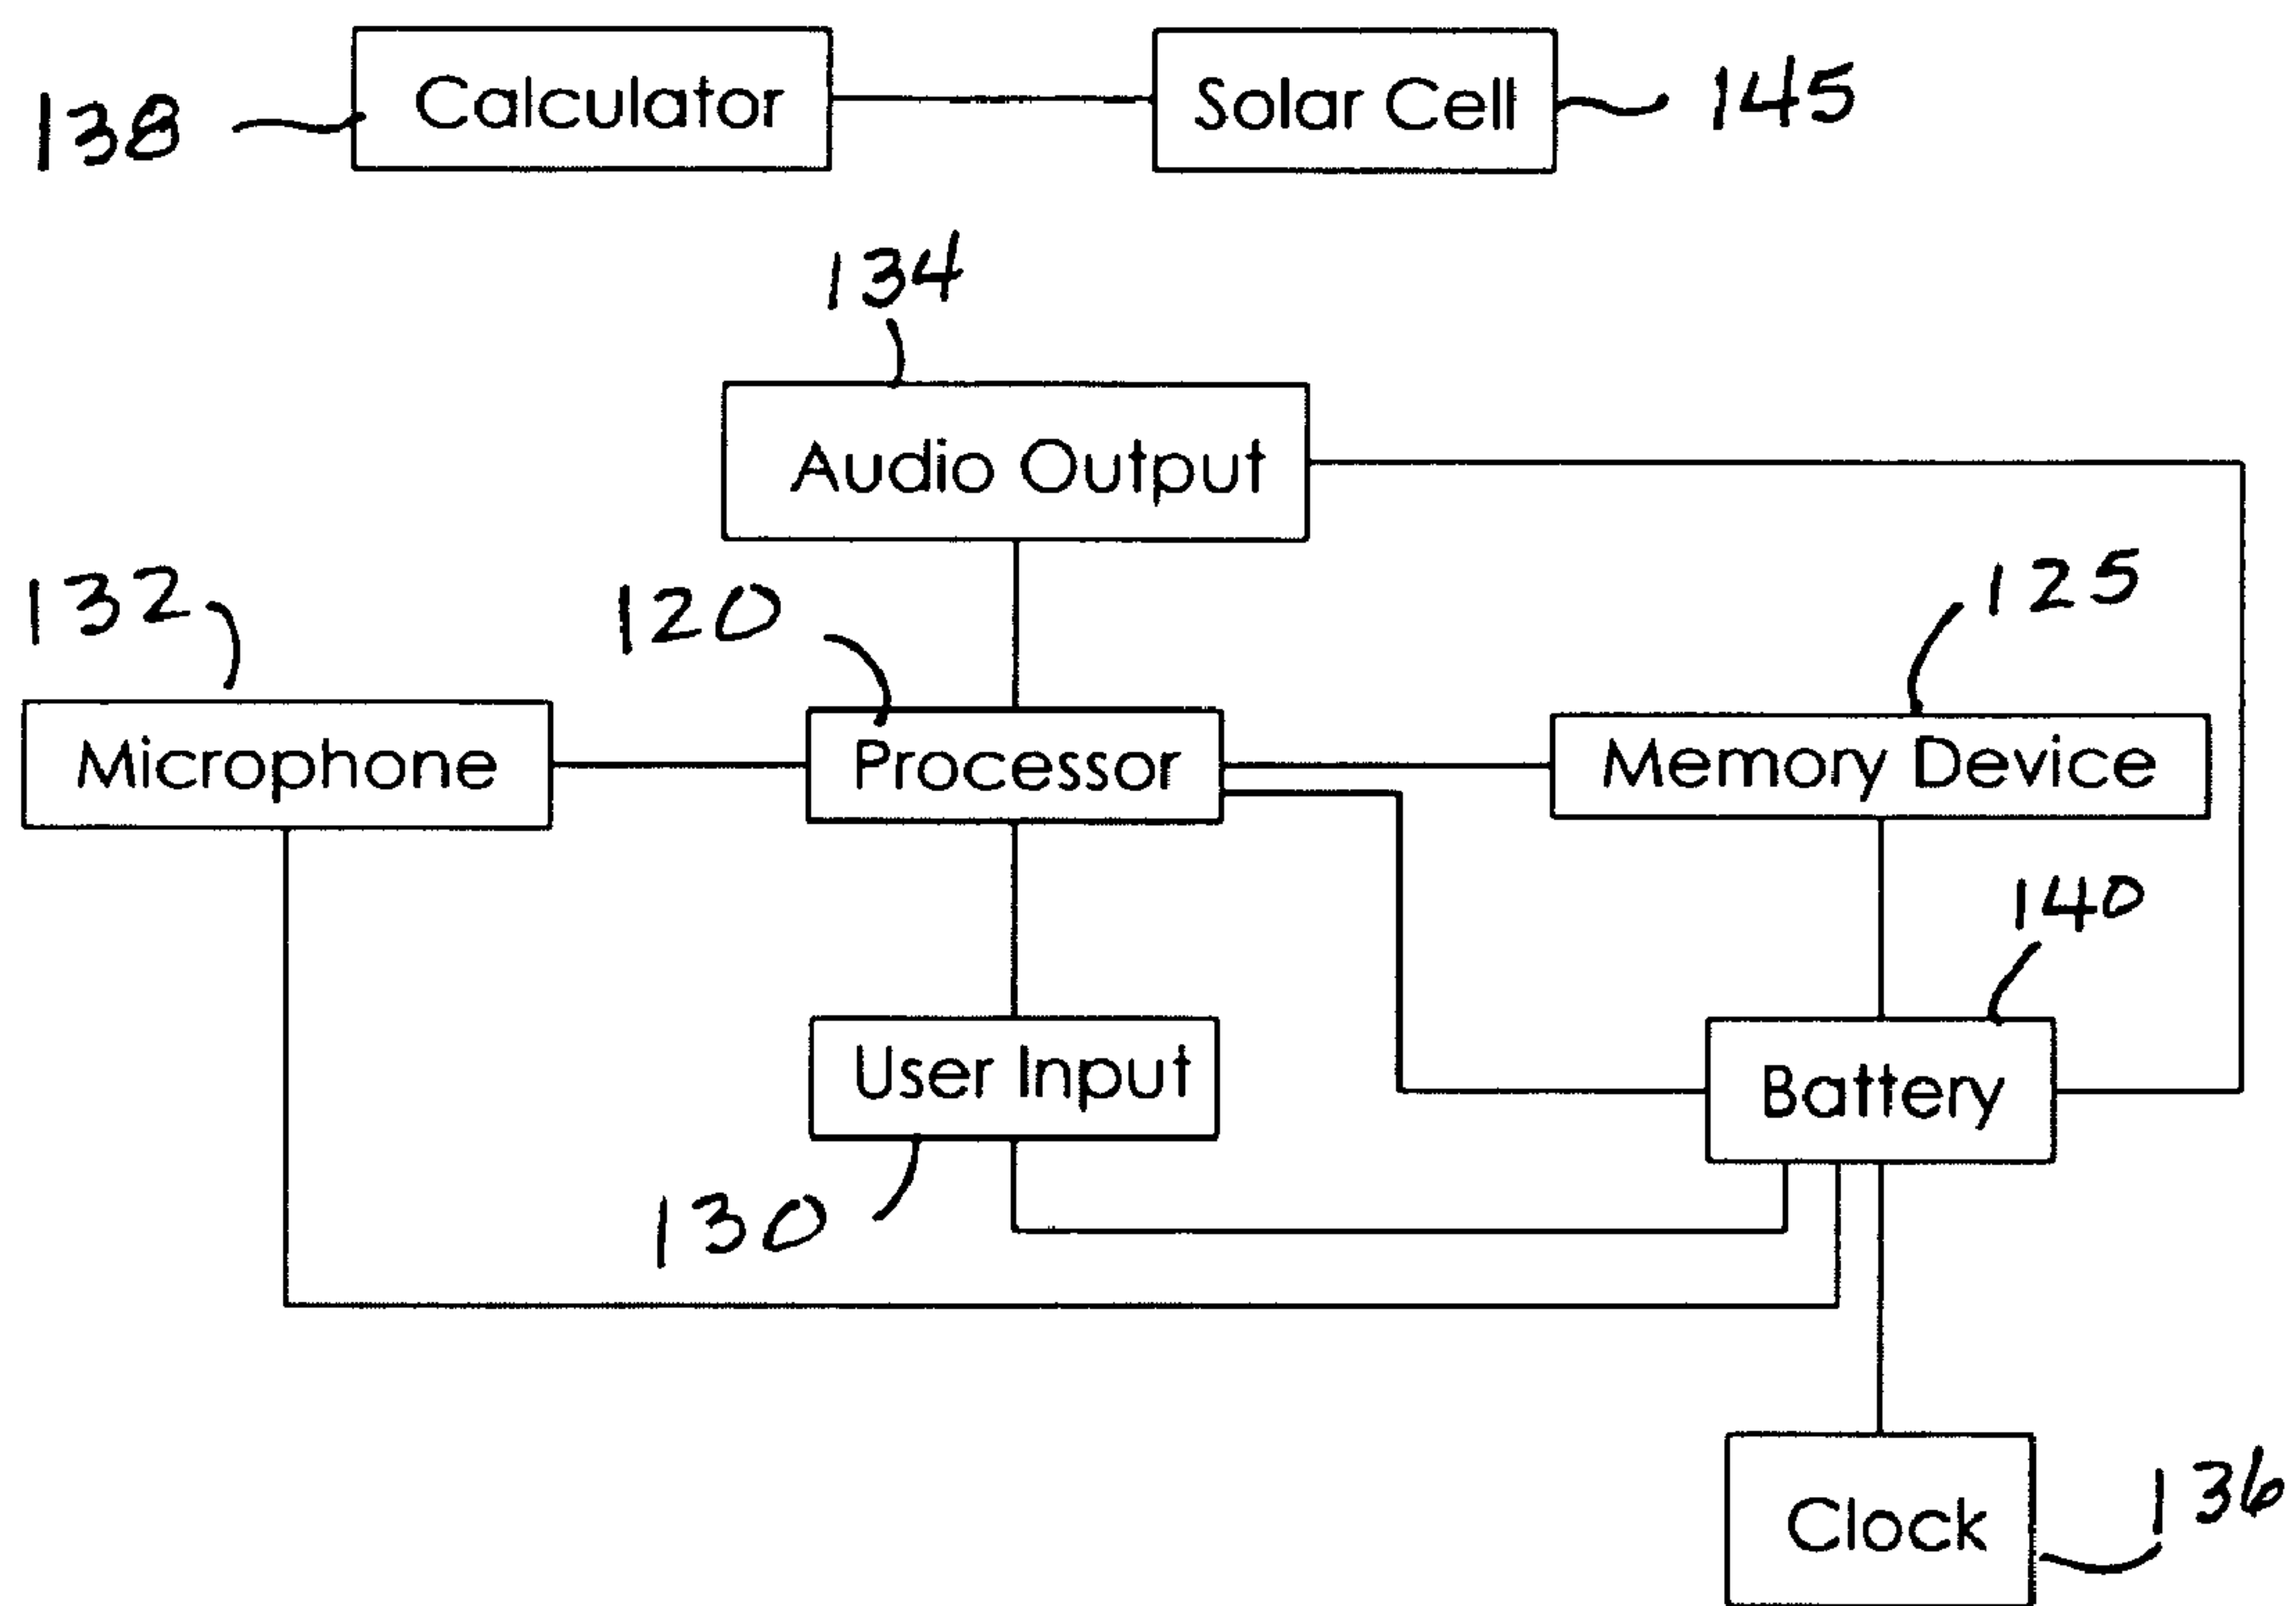 138 Calculator Solar Cell 145
134
Audio Output
132 120 125
Microphone Processor Memory Device
140
User Input Battery
130
Clock 136